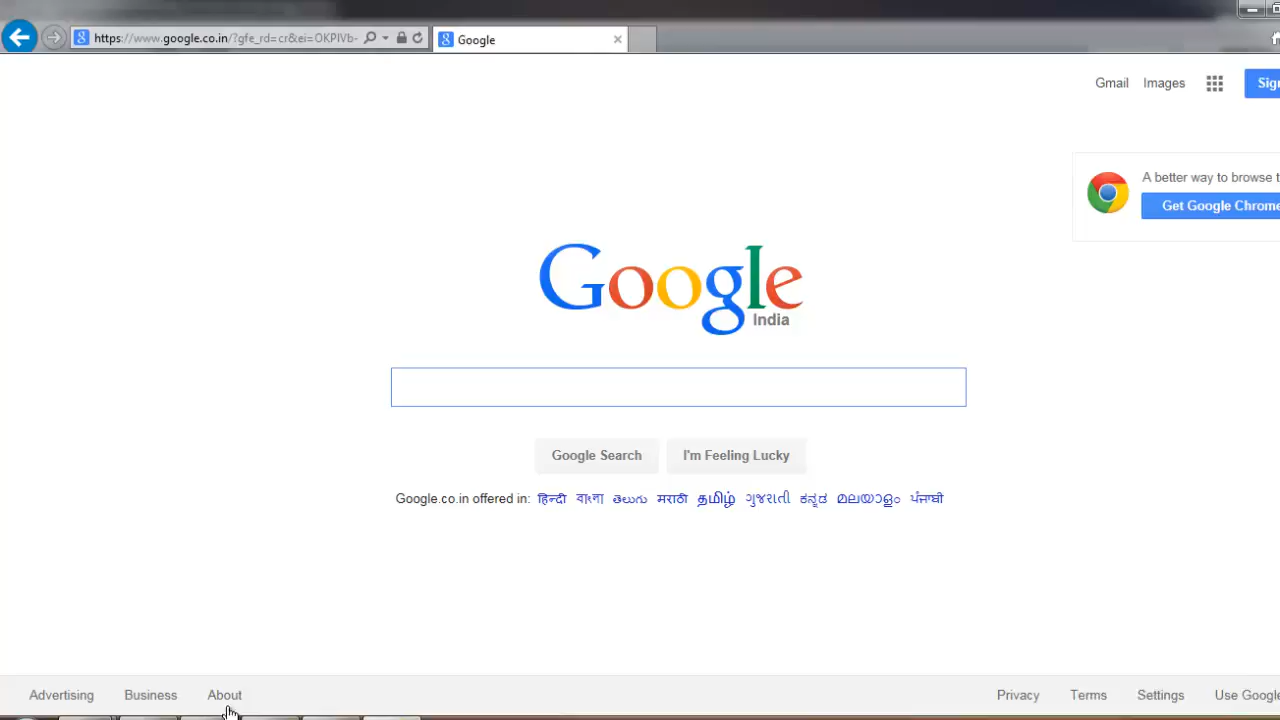 https://www.google.co.in/?gfe_rd=cr&ei=OKPIVb-
Google
Gmail Images
Sign
A better way to browse t
Get Google Chrome
Google
India
Google Search I'm Feeling Lucky
Google.co.in offered in: हिन्दी বাংলা తెలుగు मराठी தமிழ் ગુજરાતી ಕನ್ನಡ മലയാളം ਪੰਜਾਬੀ
Advertising Business About Privacy Terms Settings Use Google